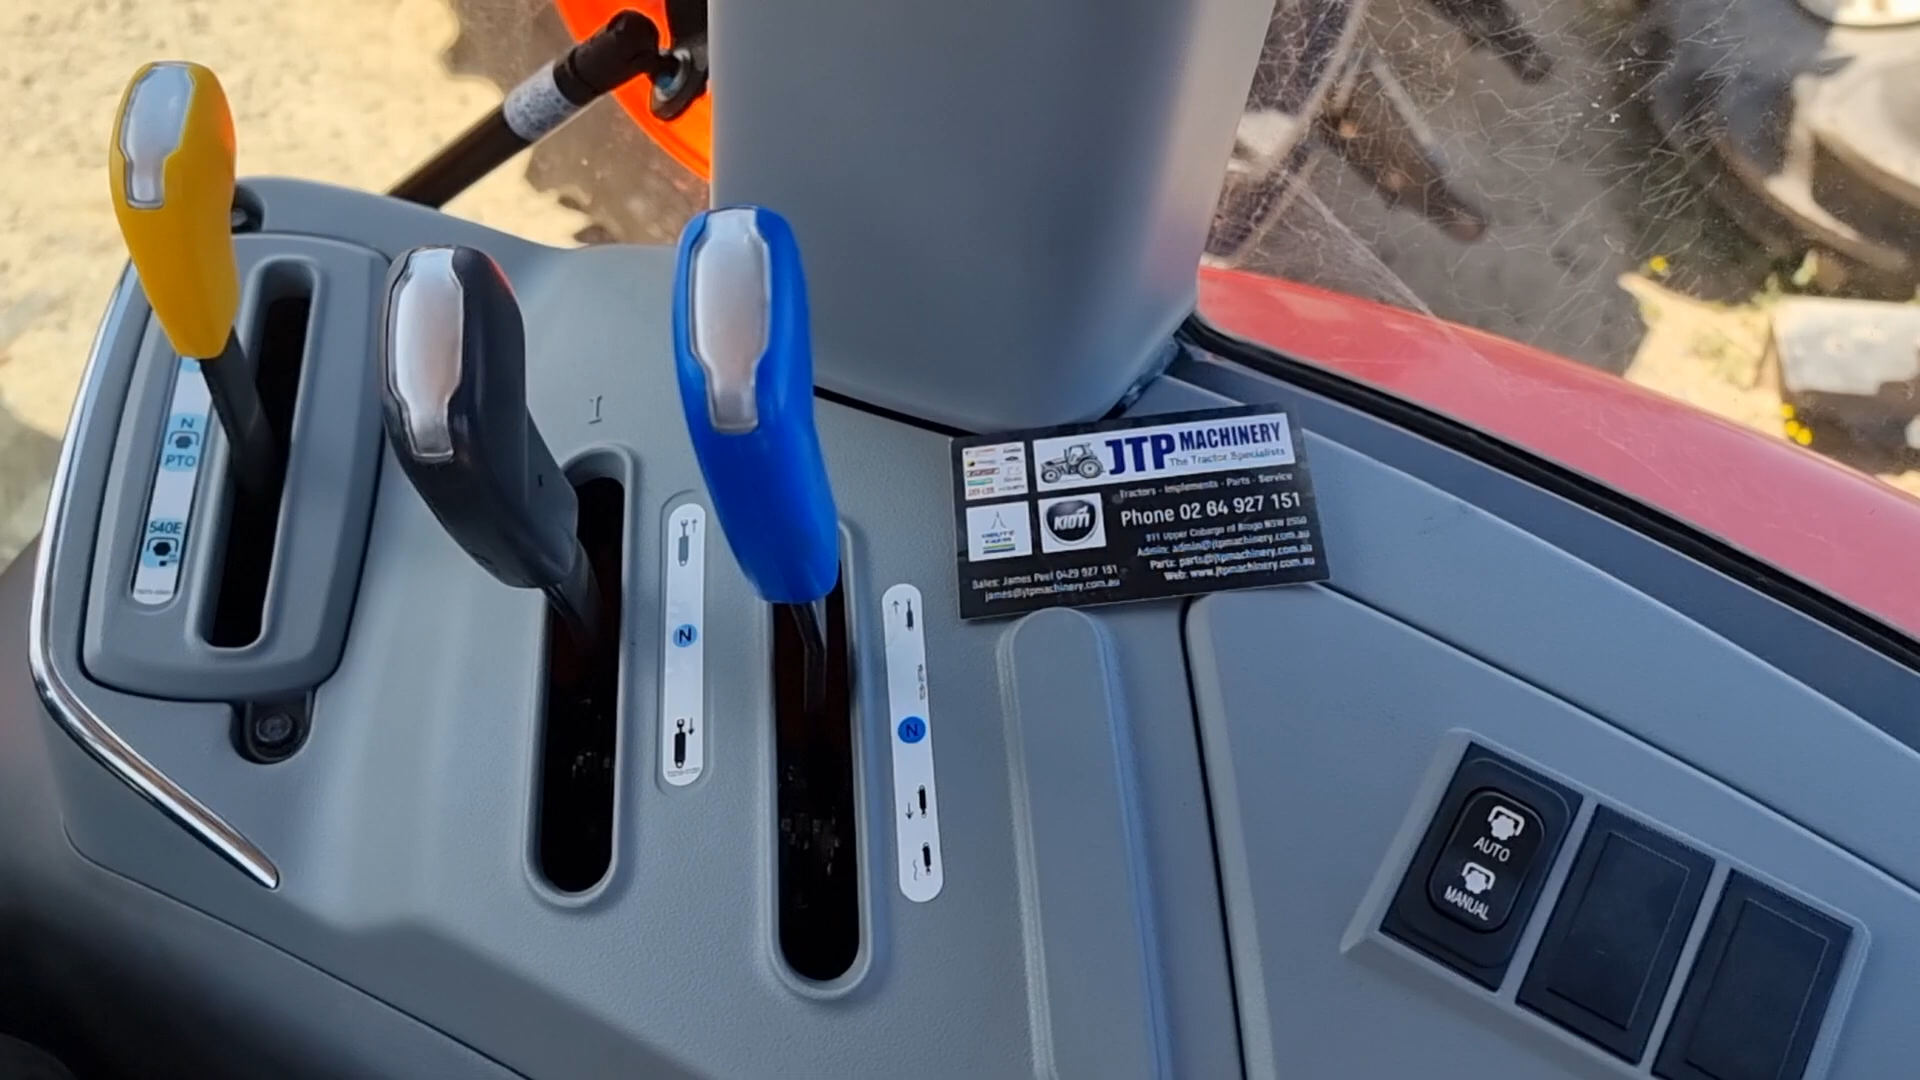 N
PTO
540E
N
N
JTP MACHINERY
The Tractor Specialists
Tractors - Implements - Parts - Service
KIOTI
Phone 02 64 927 151
911 Upper Cobargo rd Brogo NSW 2550
Admin: admin@jtpmachinery.com.au
Parts: parts@jtpmachinery.com.au
Web: www.jtpmachinery.com.au
Sales: James Peel 0429 927 151
james@jtpmachinery.com.au
AUTO
MANUAL